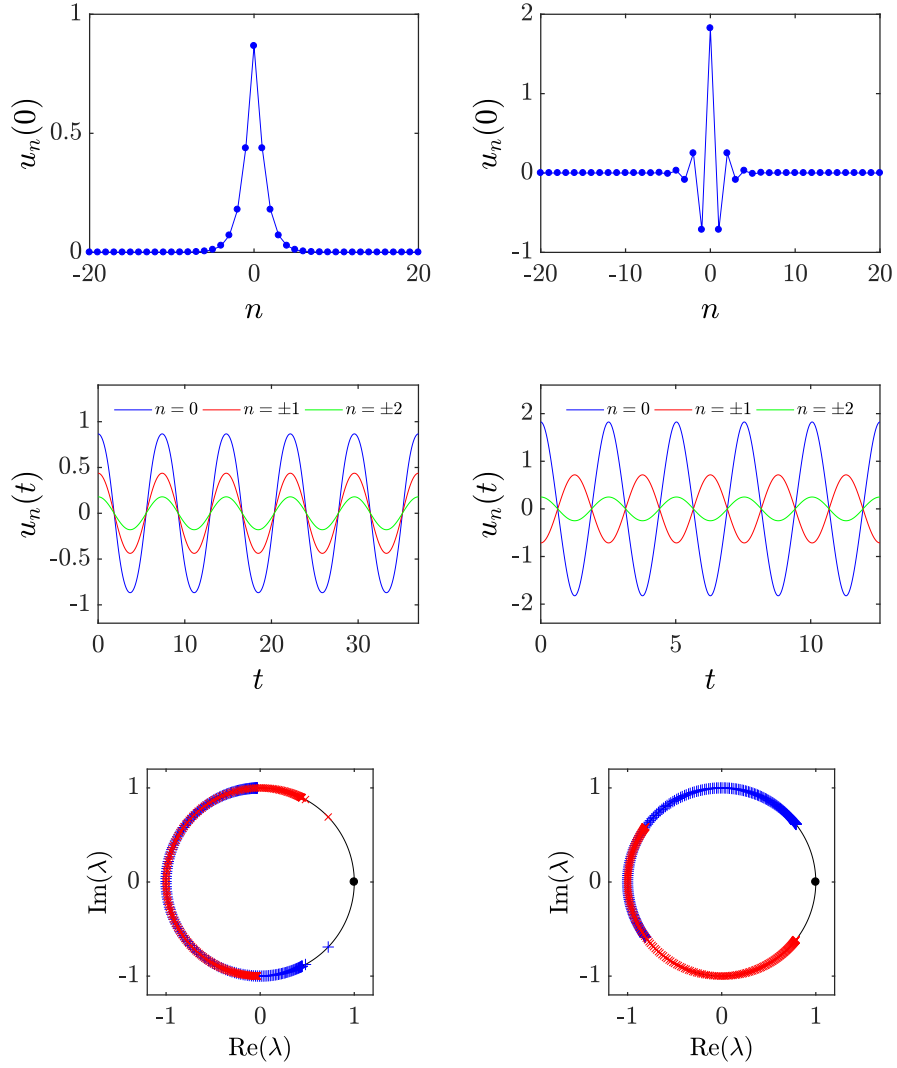 1
0.5
0
-20
0
20
u_n(0)
n
2
1
0
-1
-20
-10
0
10
20
u_n(0)
n
1
0.5
0
-0.5
-1
0
10
20
30
n = 0
n = ±1
n = ±2
u_n(t)
t
2
1
0
-1
-2
0
5
10
n = 0
n = ±1
n = ±2
u_n(t)
t
1
0
-1
-1
0
1
Im(λ)
Re(λ)
1
0
-1
-1
0
1
Im(λ)
Re(λ)